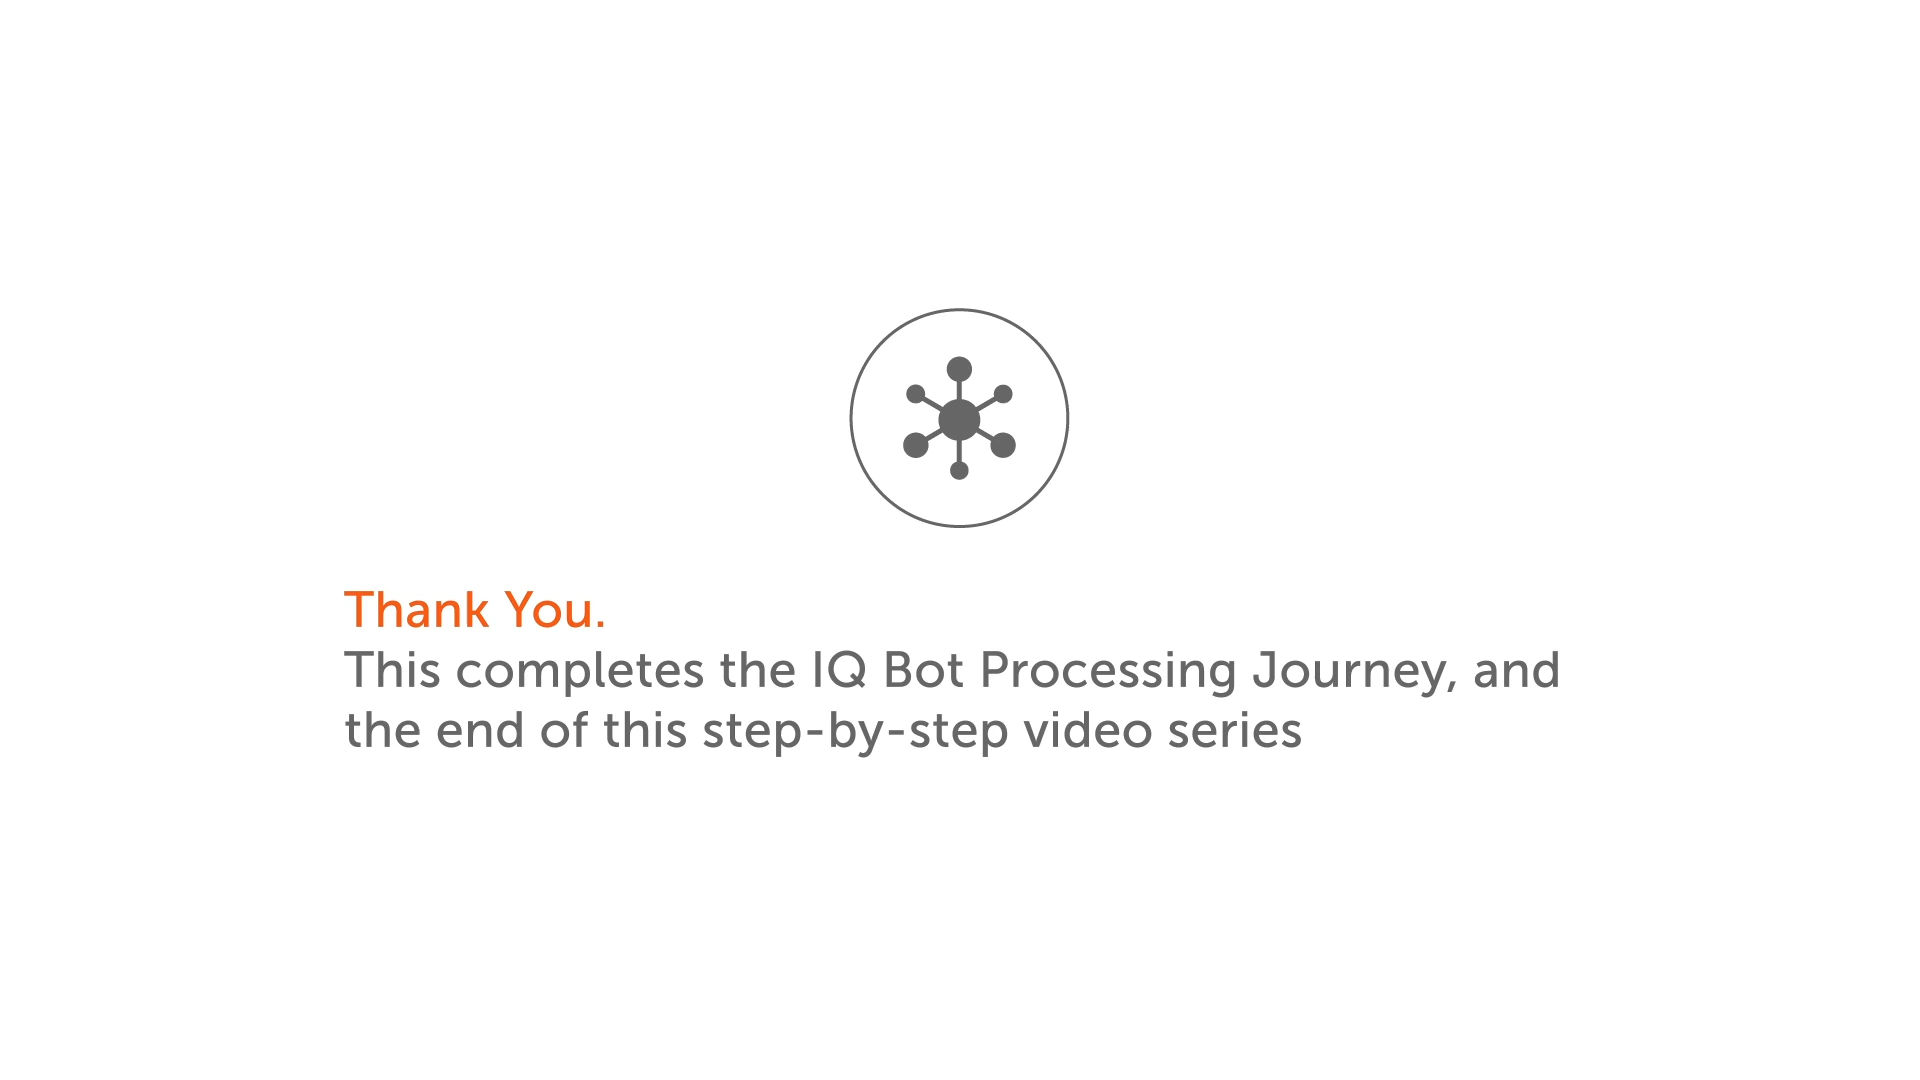 Thank You.
This completes the IQ Bot Processing Journey, and
the end of this step-by-step video series